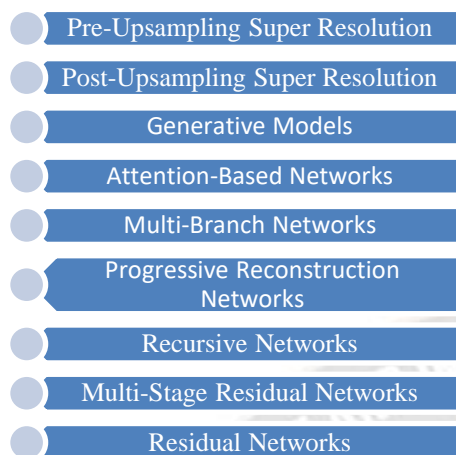 Pre-Upsampling Super Resolution
Post-Upsampling Super Resolution
Generative Models
Attention-Based Networks
Multi-Branch Networks
Progressive Reconstruction
Networks
Recursive Networks
Multi-Stage Residual Networks
Residual Networks